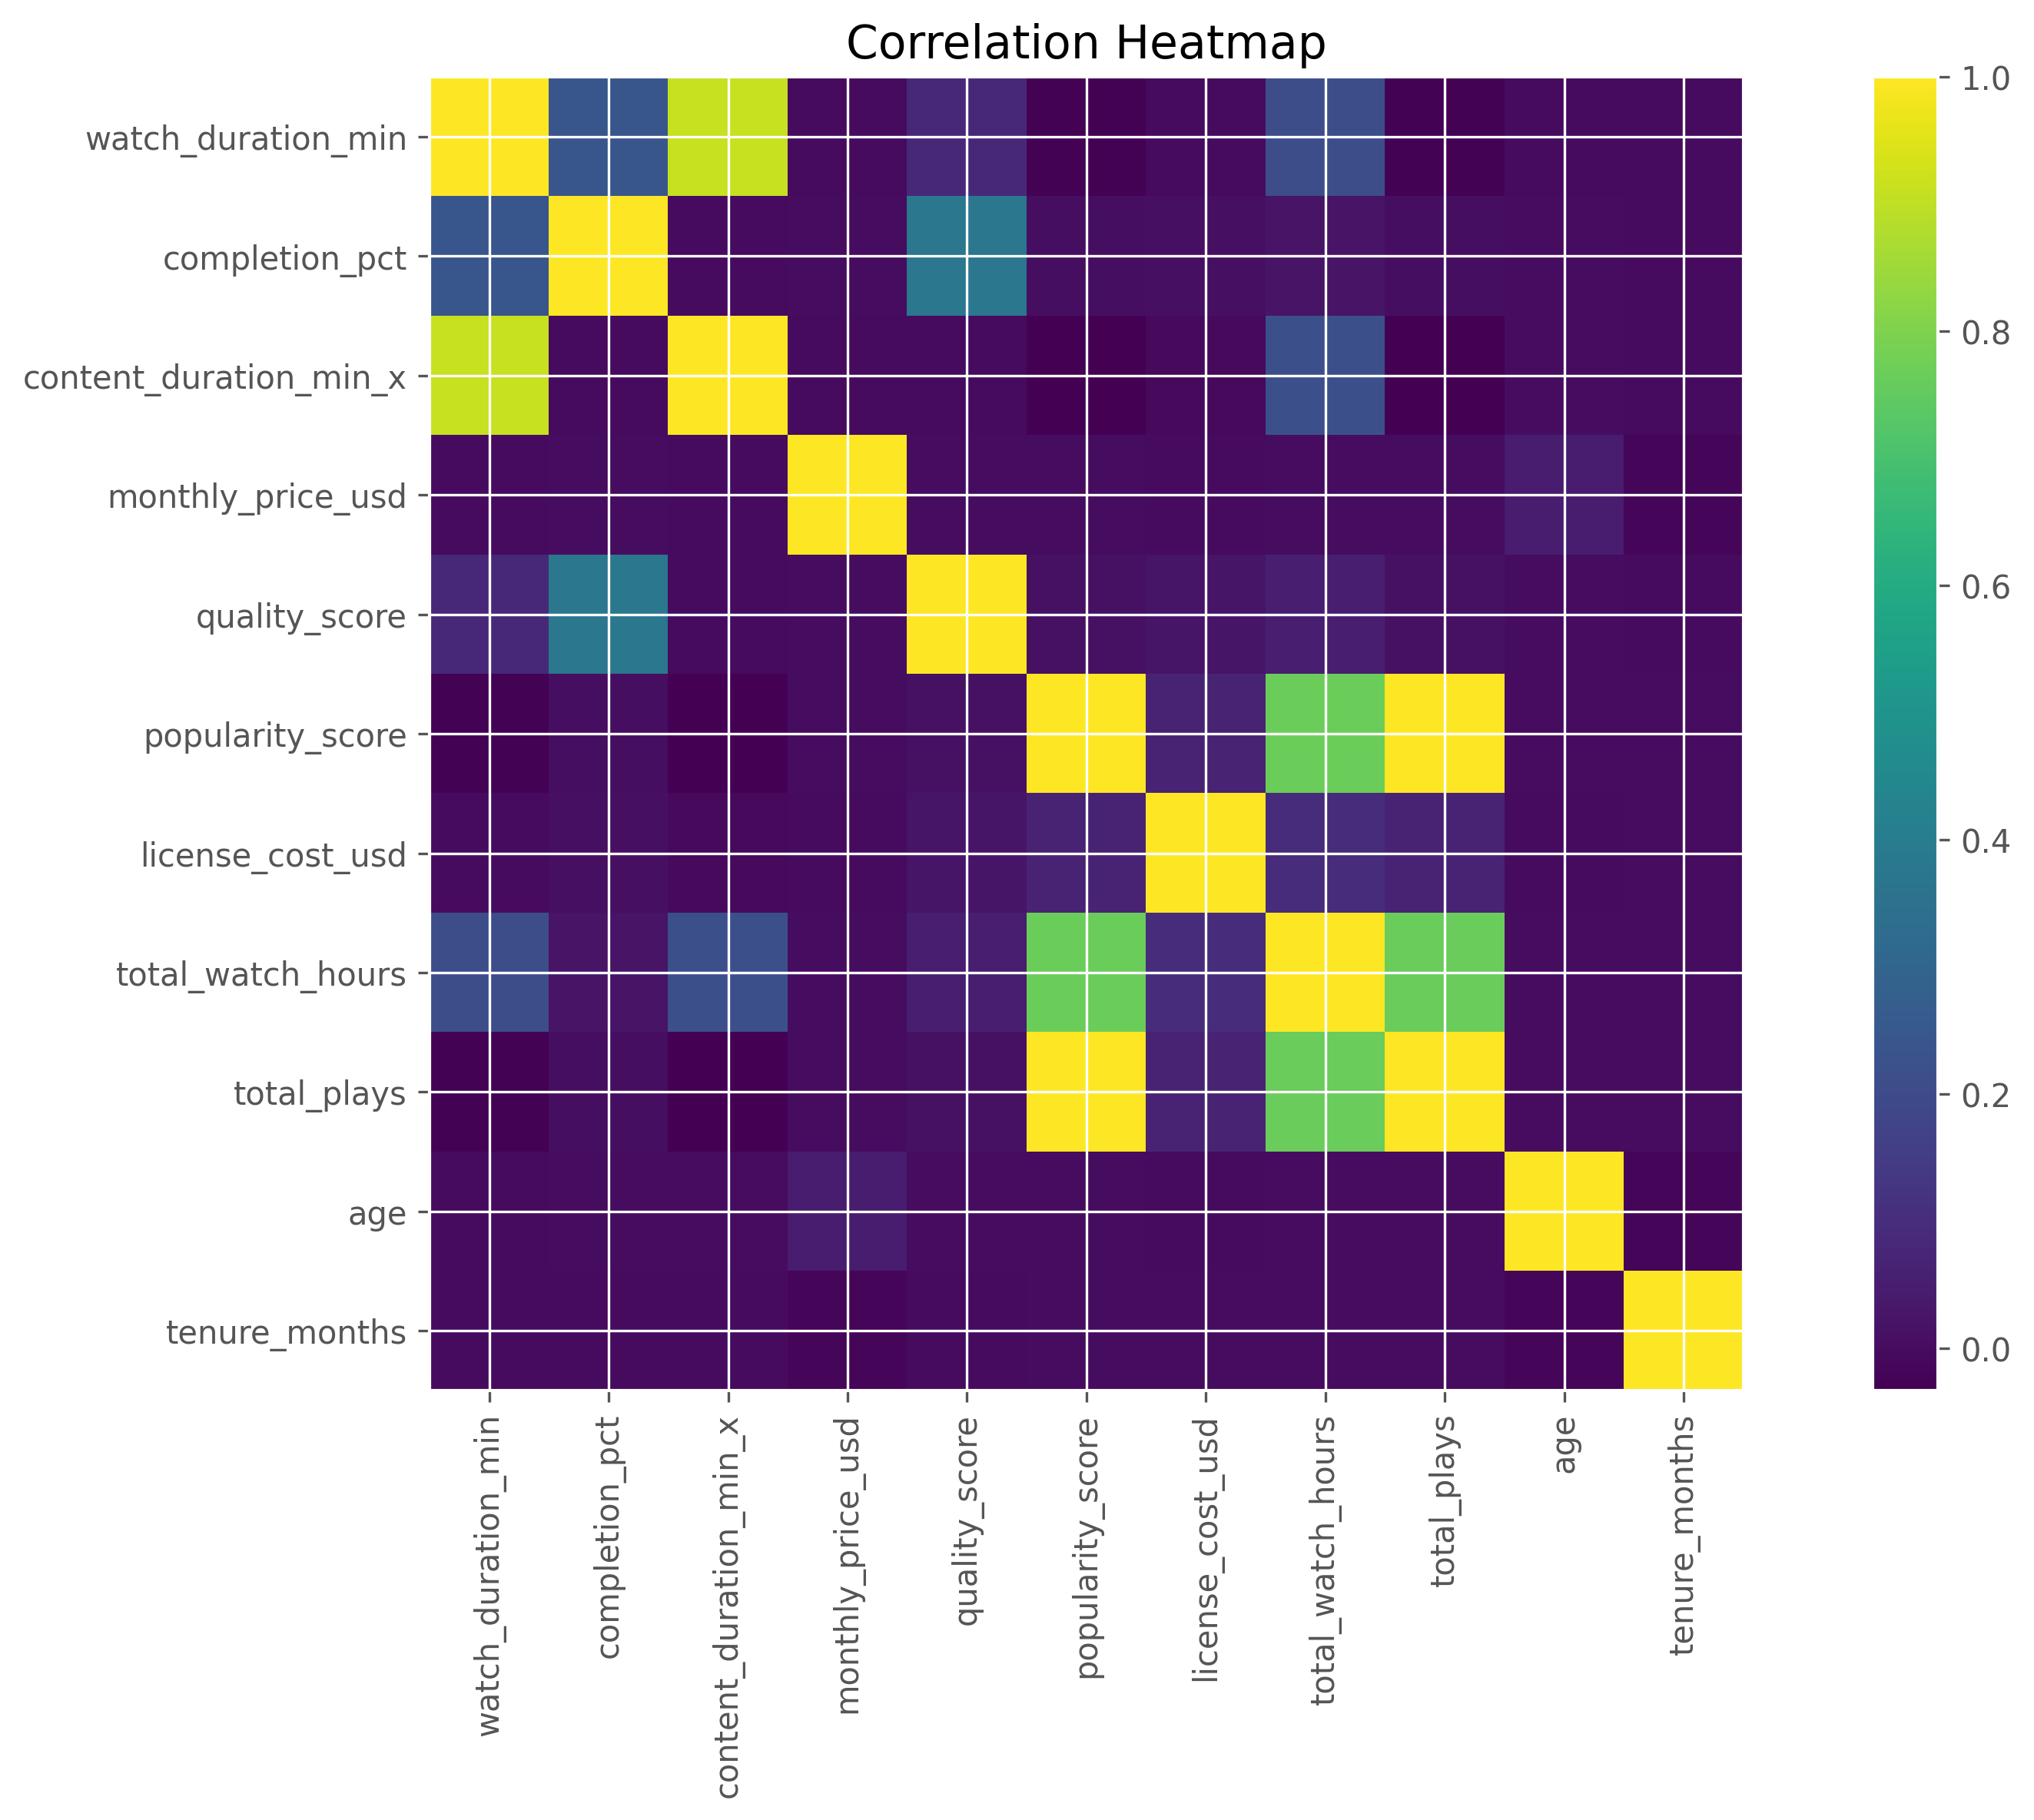 Correlation Heatmap
watch_duration_min
completion_pct
content_duration_min_x
monthly_price_usd
quality_score
popularity_score
license_cost_usd
total_watch_hours
total_plays
age
tenure_months
watch_duration_min
completion_pct
content_duration_min_x
monthly_price_usd
quality_score
popularity_score
license_cost_usd
total_watch_hours
total_plays
age
tenure_months
1.0
0.8
0.6
0.4
0.2
0.0